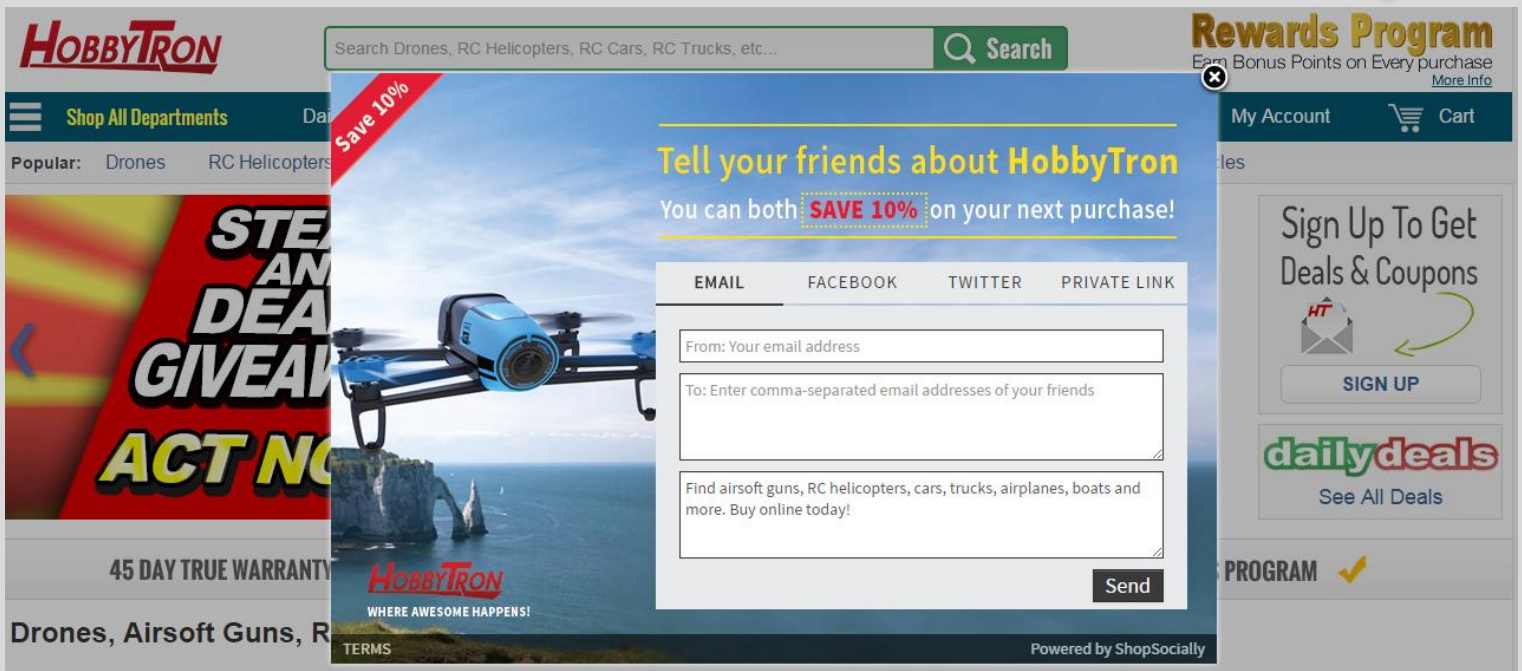 HOBBYTRON
Search Drones, RC Helicopters, RC Cars, RC Trucks, etc...
Search
Rewards Program
Earn Bonus Points on Every purchase
More Info
Shop All Departments
My Account
Cart
Popular: Drones RC Helicopters
Save 10%
Tell your friends about HobbyTron
You can both SAVE 10% on your next purchase!
EMAIL FACEBOOK TWITTER PRIVATE LINK
From: Your email address
To: Enter comma-separated email addresses of your friends
Find airsoft guns, RC helicopters, cars, trucks, airplanes, boats and
more. Buy online today!
Send
HOBBYTRON
WHERE AWESOME HAPPENS!
TERMS
Powered by ShopSocially
ACT
Sign Up To Get
Deals & Coupons
HT
SIGN UP
dailydeals
See All Deals
45 DAY TRUE WARRANTY
PROGRAM
Drones, Airsoft Guns, R